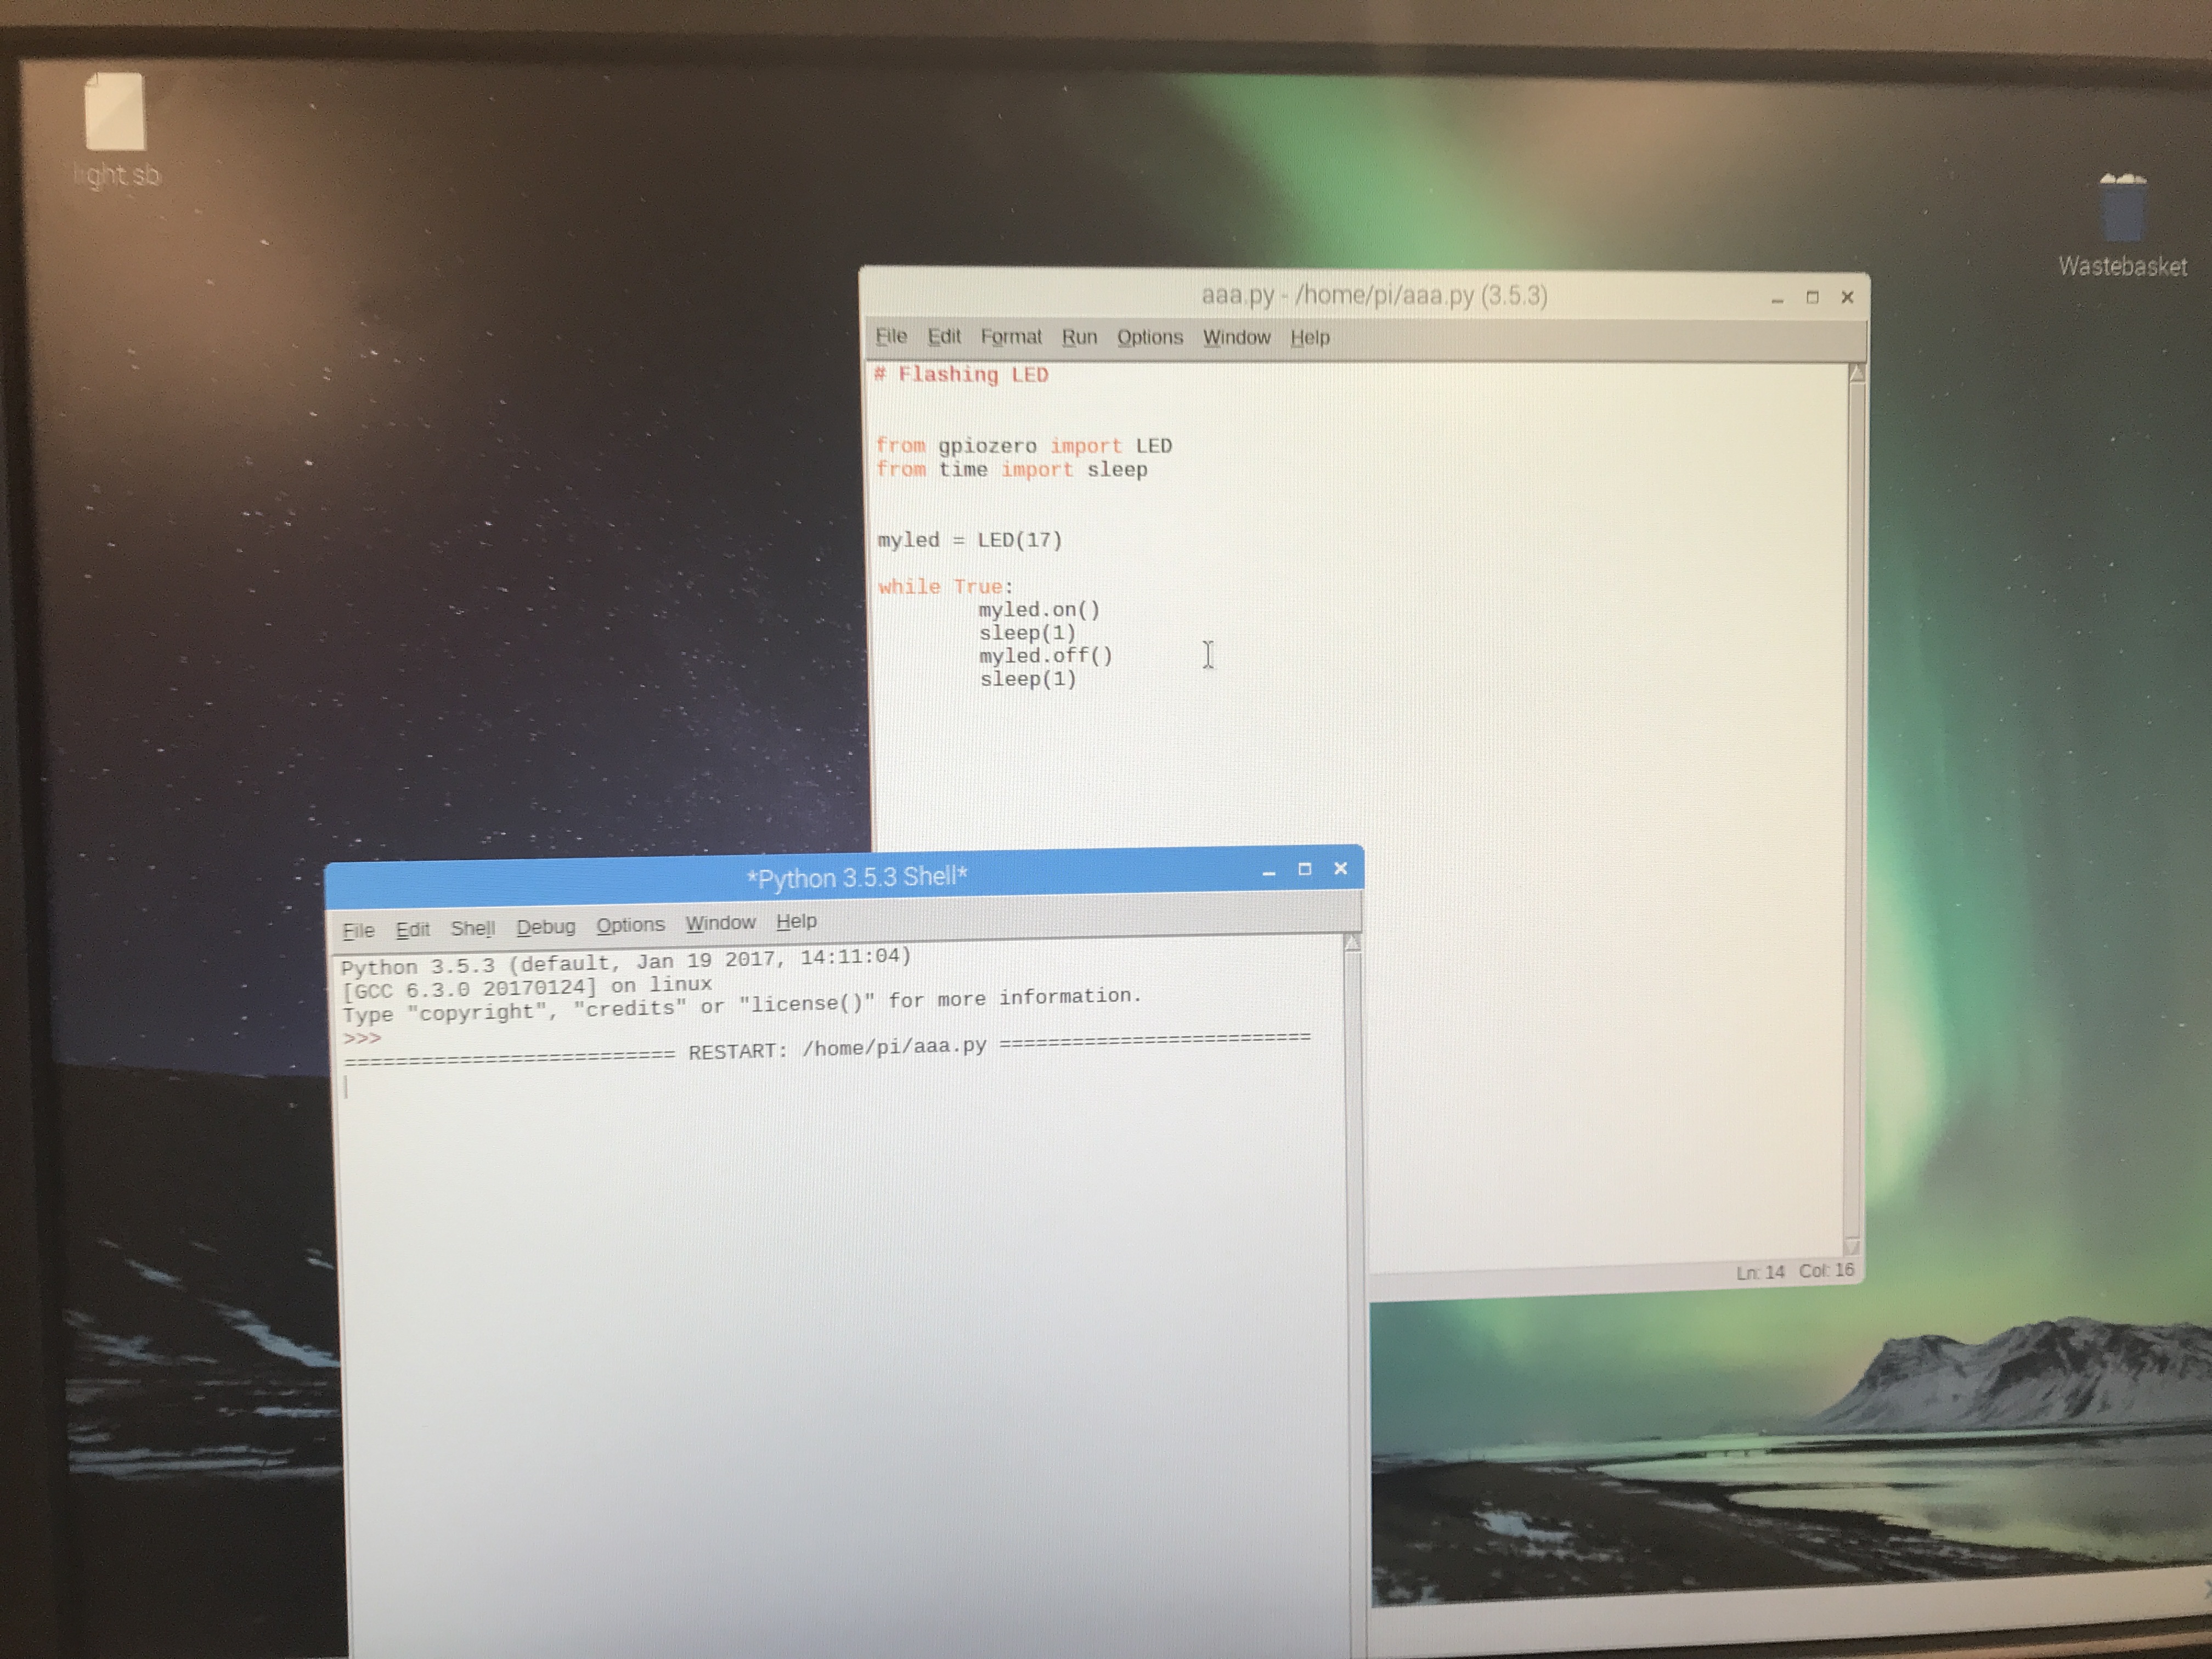 light.sb
Wastebasket
aaa.py - /home/pi/aaa.py (3.5.3)
File Edit Format Run Options Window Help
# Flashing LED
from gpiozero import LED
from time import sleep
myled = LED(17)
while True:
myled.on()
sleep(1)
myled.off()
sleep(1)
Ln: 14 Col: 16
*Python 3.5.3 Shell*
File Edit Shell Debug Options Window Help
Python 3.5.3 (default, Jan 19 2017, 14:11:04)
[GCC 6.3.0 20170124] on linux
Type "copyright", "credits" or "license()" for more information.
>>>
=========================== RESTART: /home/pi/aaa.py ===========================